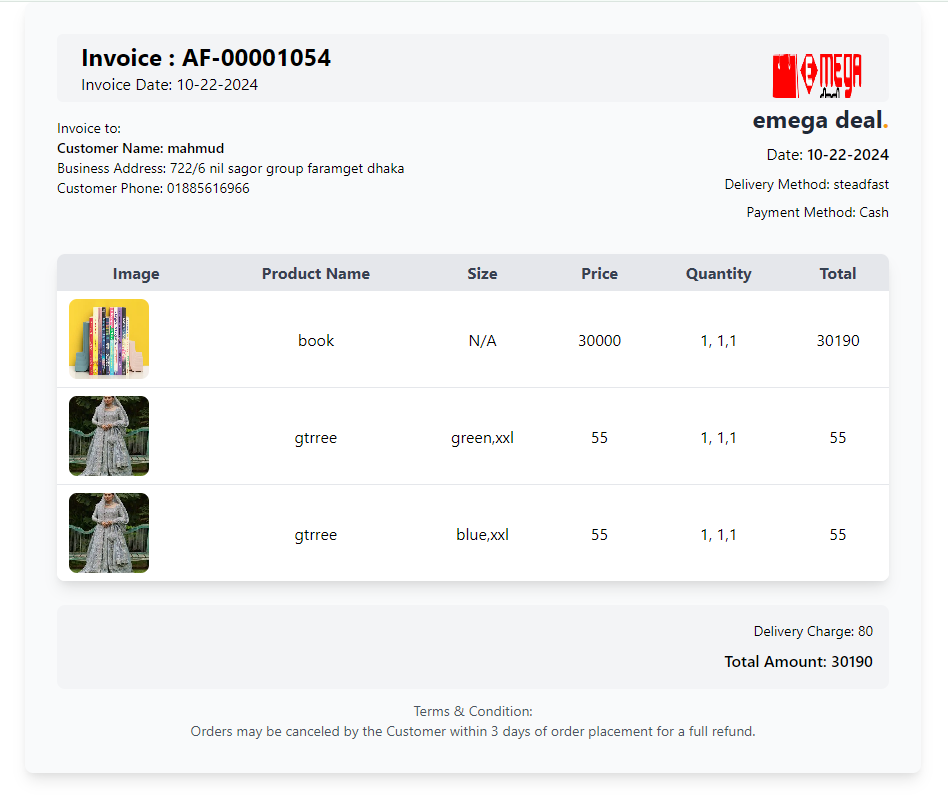 Invoice : AF-00001054
Invoice Date: 10-22-2024
E MEGA
Invoice to:
Customer Name: mahmud
Business Address: 722/6 nil sagor group faramget dhaka
Customer Phone: 01885616966
emega deal.
Date: 10-22-2024
Delivery Method: steadfast
Payment Method: Cash
Image Product Name Size Price Quantity Total
book N/A 30000 1, 1,1 30190
gtrree green,xxl 55 1, 1,1 55
gtrree blue,xxl 55 1, 1,1 55
Delivery Charge: 80
Total Amount: 30190
Terms & Condition:
Orders may be canceled by the Customer within 3 days of order placement for a full refund.